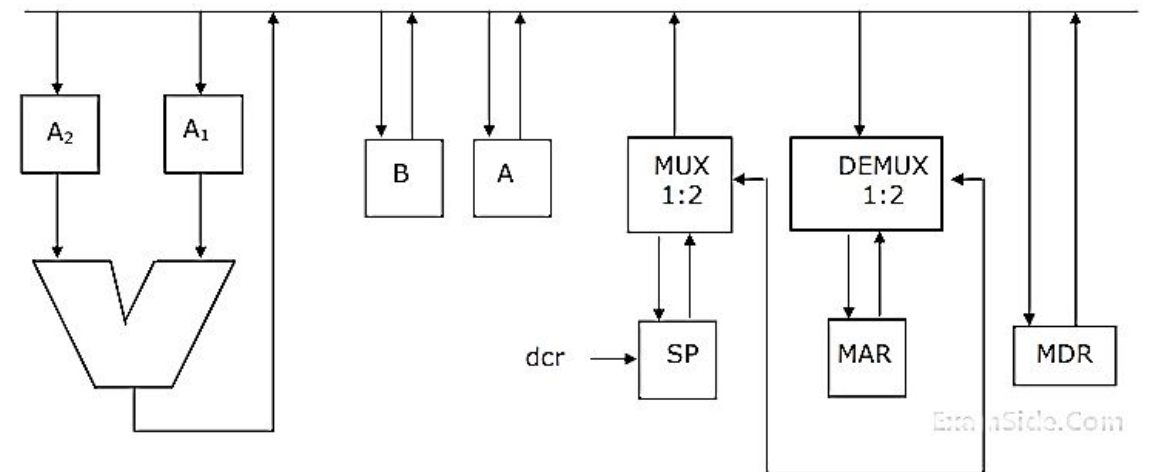 A₂
A₁
B
A
MUX
1:2
DEMUX
1:2
dcr
SP
MAR
MDR
ExamSide.Com